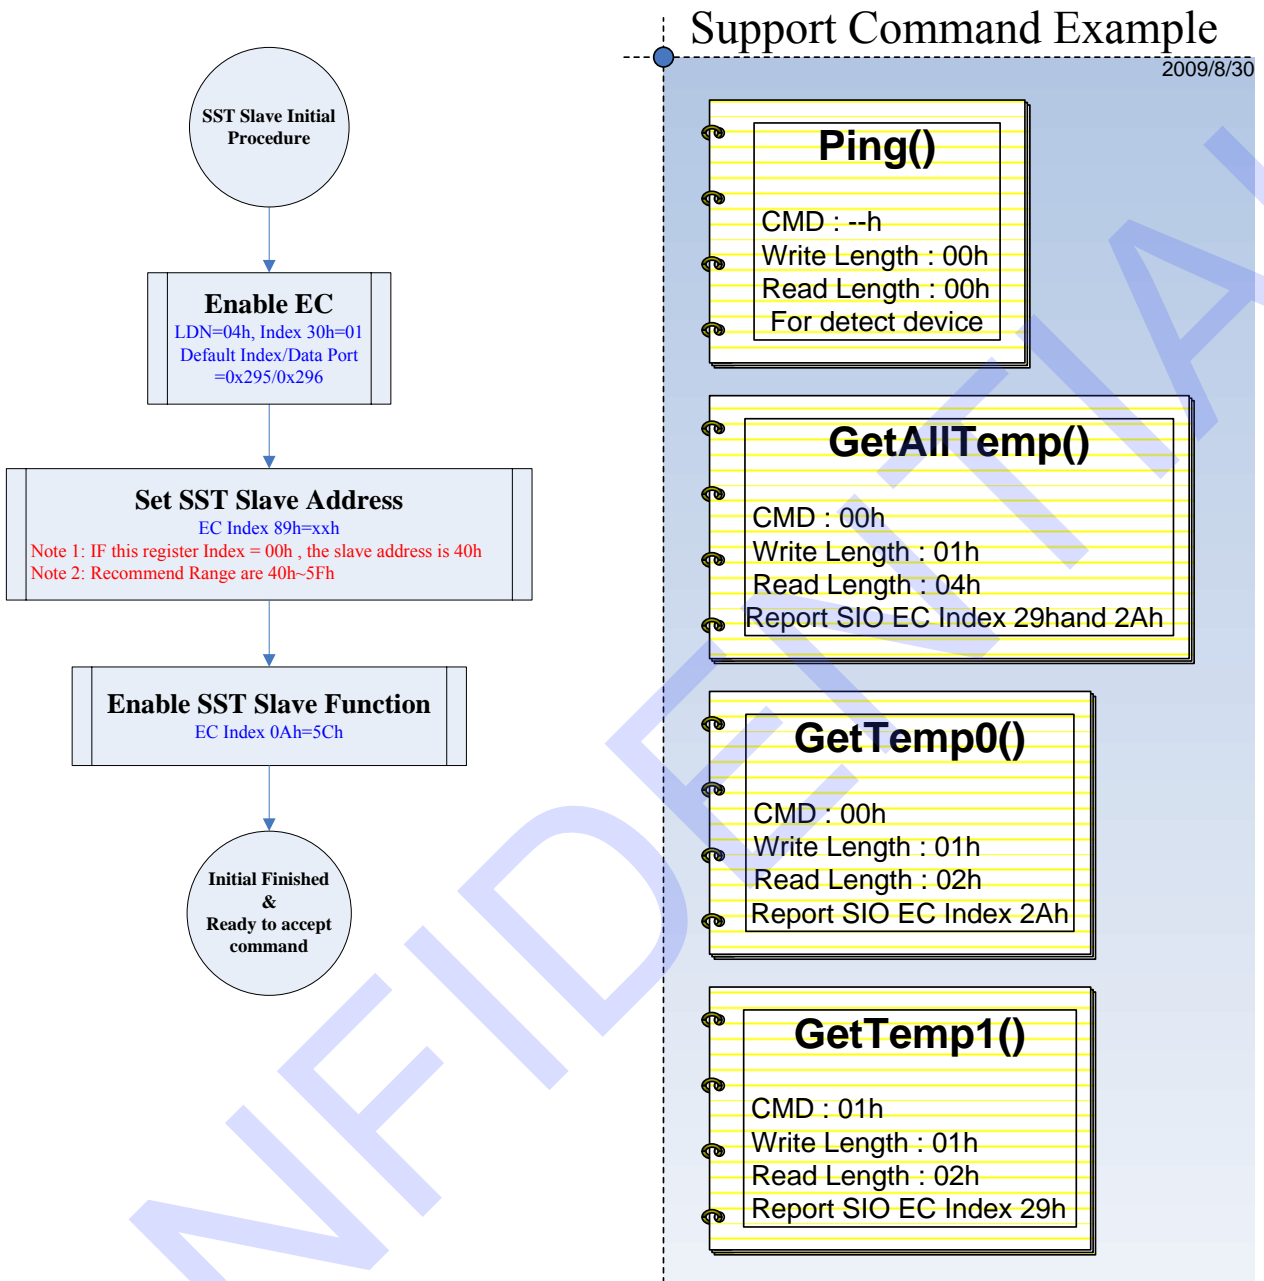 SST Slave Initial
Procedure
Enable EC
LDN=04h, Index 30h=01
Default Index/Data Port
=0x295/0x296
Set SST Slave Address
EC Index 89h=xxh
Note 1: IF this register Index = 00h , the slave address is 40h
Note 2: Recommend Range are 40h~5Fh
Enable SST Slave Function
EC Index 0Ah=5Ch
Initial Finished
&
Ready to accept
command
Support Command Example
2009/8/30
Ping()
CMD : --h
Write Length : 00h
Read Length : 00h
For detect device
GetAllTemp()
CMD : 00h
Write Length : 01h
Read Length : 04h
Report SIO EC Index 29hand 2Ah
GetTemp0()
CMD : 00h
Write Length : 01h
Read Length : 02h
Report SIO EC Index 2Ah
GetTemp1()
CMD : 01h
Write Length : 01h
Read Length : 02h
Report SIO EC Index 29h
NFIDENTIAL